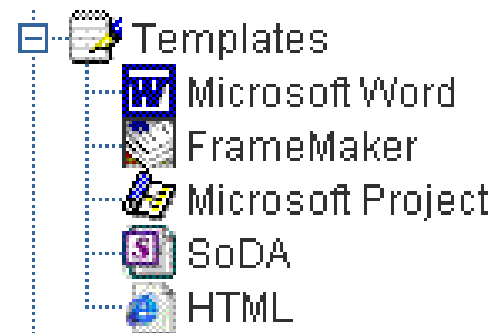 Templates
Microsoft Word
FrameMaker
Microsoft Project
SoDA
HTML